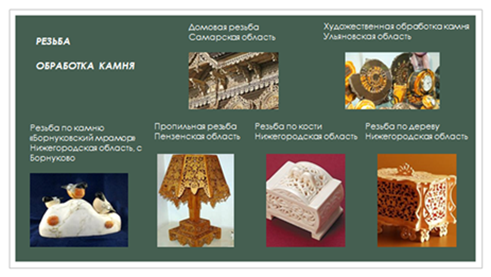 РЕЗЬБА
ОБРАБОТКА КАМНЯ
Домовая резьба
Самарская область
Художественная обработка камня
Ульяновская область
Резьба по камню
«Борнуковский мрамор»
Нижегородская область, с
Борнуково
Пропильная резьба
Пензенская область
Резьба по кости
Нижегородская область
Резьба по дереву
Нижегородская область